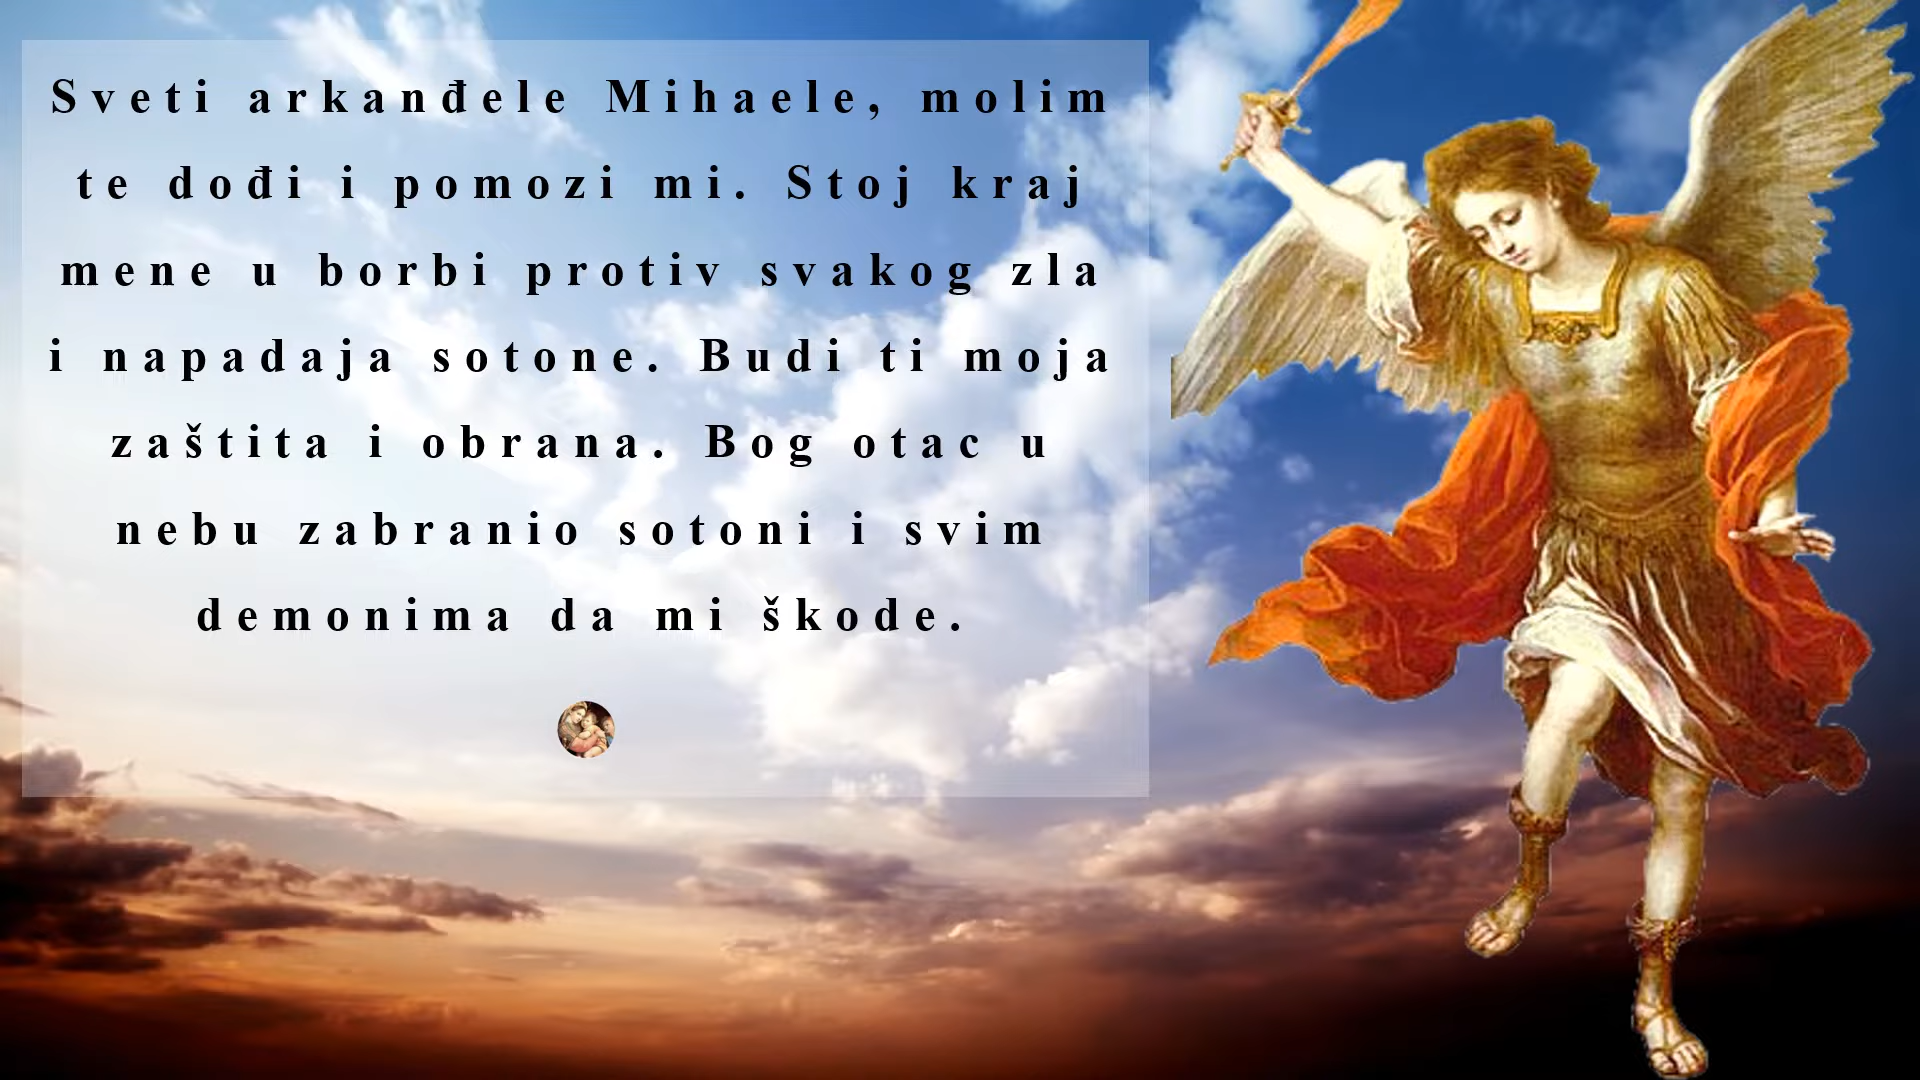 Sveti arkanđele Mihaele, molim
te dođi i pomozi mi. Stoj kraj
mene u borbi protiv svakog zla
i napadaja sotone. Budi ti moja
zaštita i obrana. Bog otac u
nebu zabranio sotoni i svim
demonima da mi škode.